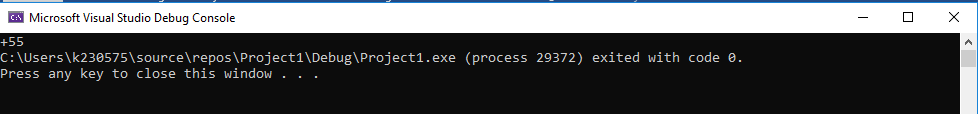 Microsoft Visual Studio Debug Console
+55
C:\Users\k230575\source\repos\Project1\Debug\Project1.exe (process 29372) exited with code 0.
Press any key to close this window . . .